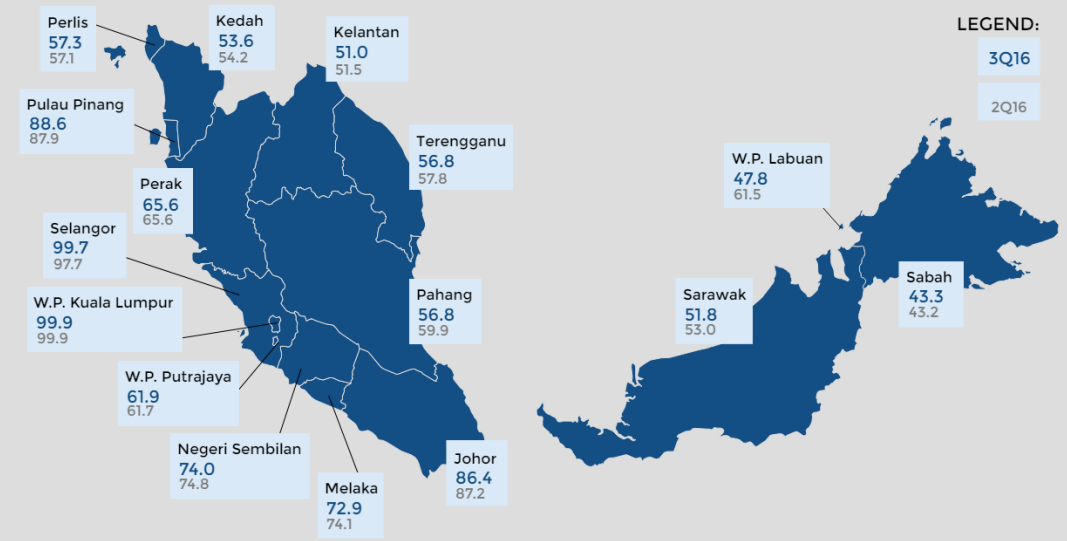 Perlis
57.3
57.1
Kedah
53.6
54.2
Kelantan
51.0
51.5
LEGEND:
3Q16
2Q16
Pulau Pinang
88.6
87.9
Terengganu
56.8
57.8
W.P. Labuan
47.8
61.5
Perak
65.6
65.6
Selangor
99.7
97.7
W.P. Kuala Lumpur
99.9
99.9
Pahang
56.8
59.9
Sarawak
51.8
53.0
Sabah
43.3
43.2
W.P. Putrajaya
61.9
61.7
Negeri Sembilan
74.0
74.8
Melaka
72.9
74.1
Johor
86.4
87.2